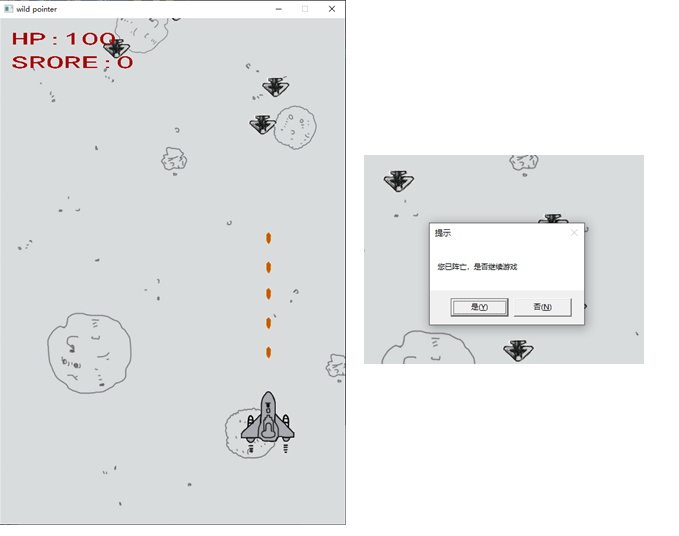 wild pointer
HP : 100
SRORE : 0
提示
您已阵亡，是否继续游戏
是(Y)
否(N)